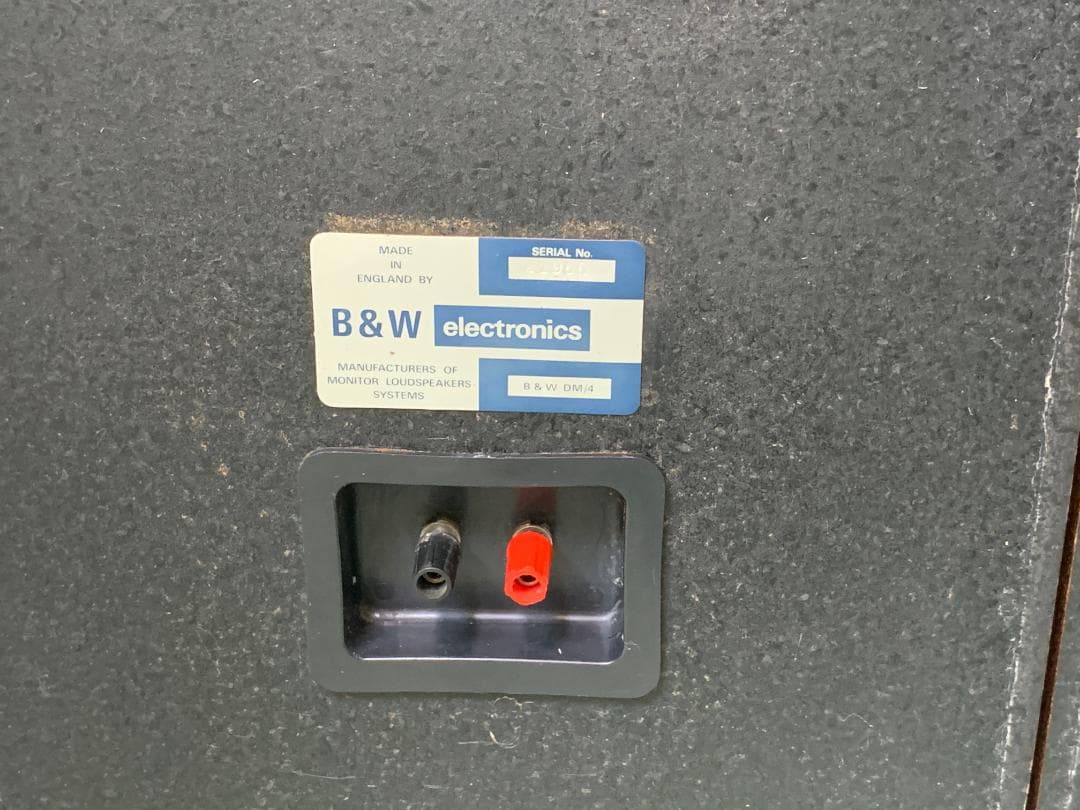 MADE
IN
ENGLAND BY
SERIAL No.
B & W electronics
MANUFACTURERS OF
MONITOR LOUDSPEAKERS
SYSTEMS
B & W DM/4